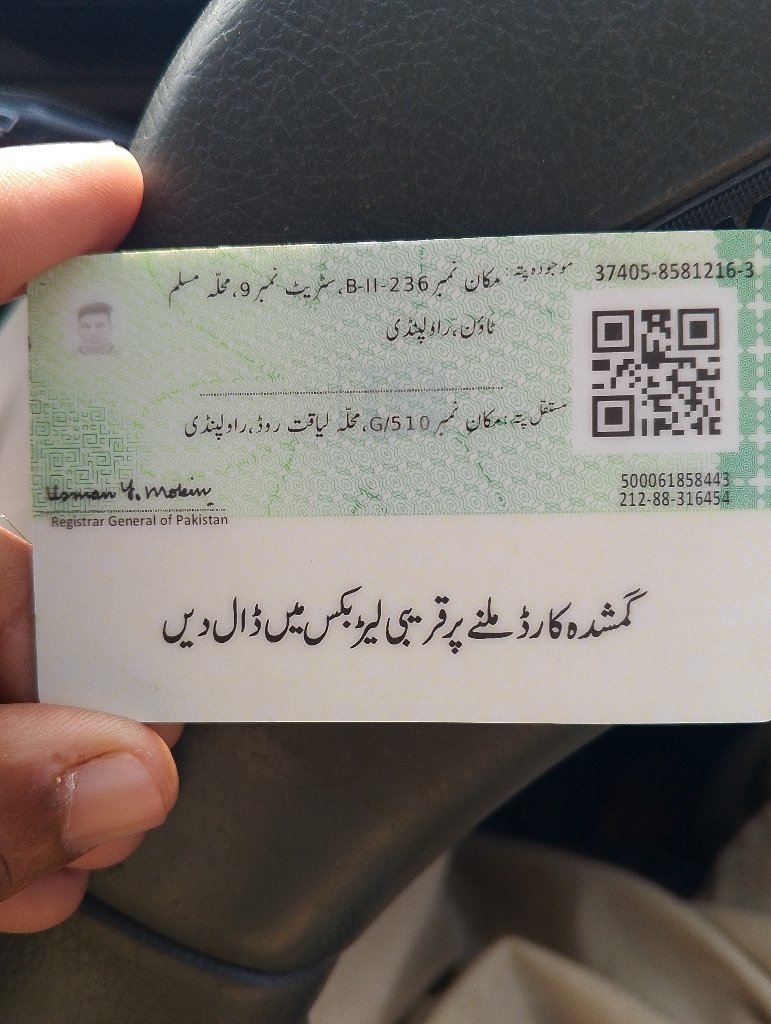 37405-8581216-3
موجودہ پتہ: مکان نمبر B-II-236، سٹریٹ نمبر 9، محلّہ مسلم
ٹاؤن، راولپنڈی
مستقل پتہ: مکان نمبر G/510، محلّہ لیاقت روڈ، راولپنڈی
500061858443
212-88-316454
Usman Y. Mobin
Registrar General of Pakistan
گمشدہ کارڈ ملنے پر قریبی لیٹر بکس میں ڈال دیں